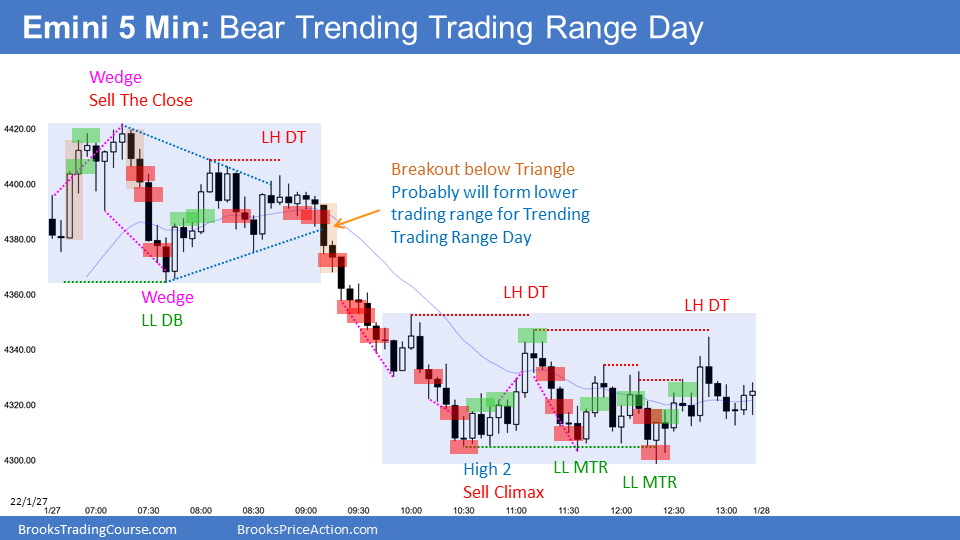 Emini 5 Min: Bear Trending Trading Range Day
Wedge
Sell The Close
LH DT
Breakout below Triangle
Probably will form lower
trading range for Trending
Trading Range Day
Wedge
LL DB
LH DT
LH DT
High 2
Sell Climax
LL MTR
LL MTR
4420.00
4400.00
4380.00
4360.00
4340.00
4320.00
4300.00
22/1/27
1/27 07:00 07:30 08:00 08:30 09:00 09:30 10:00 10:30 11:00 11:30 12:00 12:30 13:00 1/28
BrooksTradingCourse.com BrooksPriceAction.com